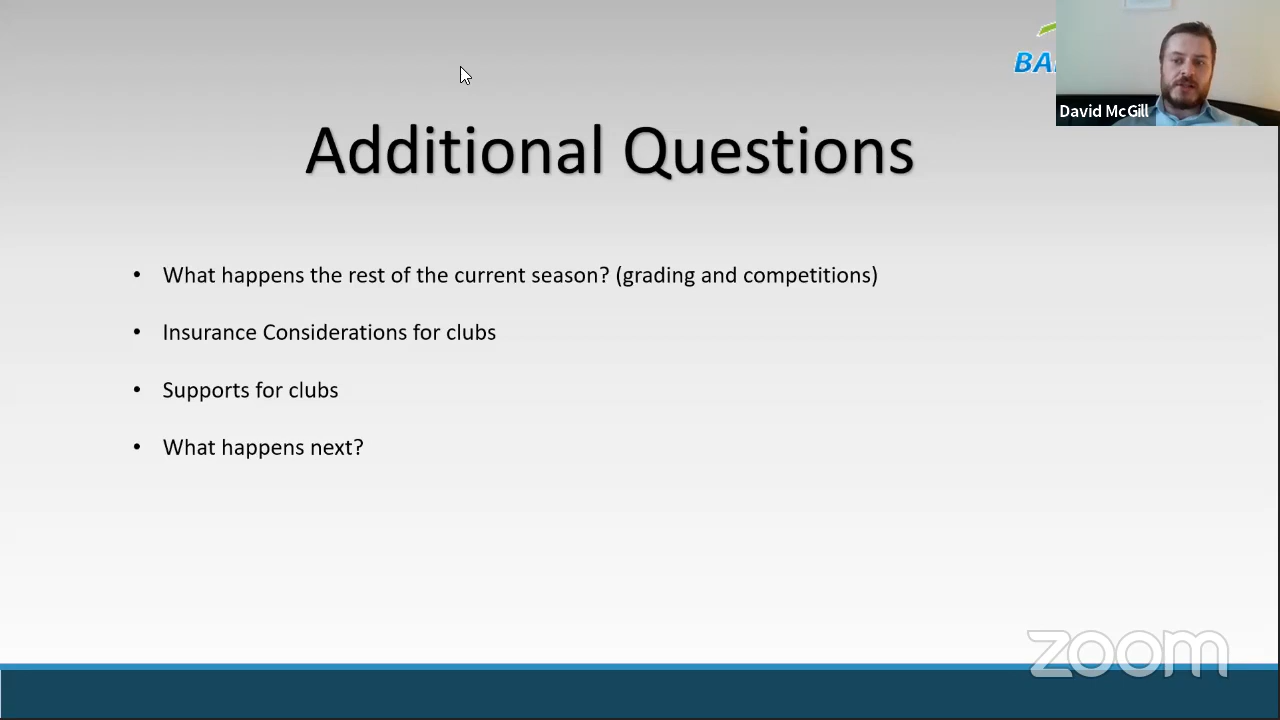 David McGill
Additional Questions
• What happens the rest of the current season? (grading and competitions)
• Insurance Considerations for clubs
• Supports for clubs
• What happens next?
zoom